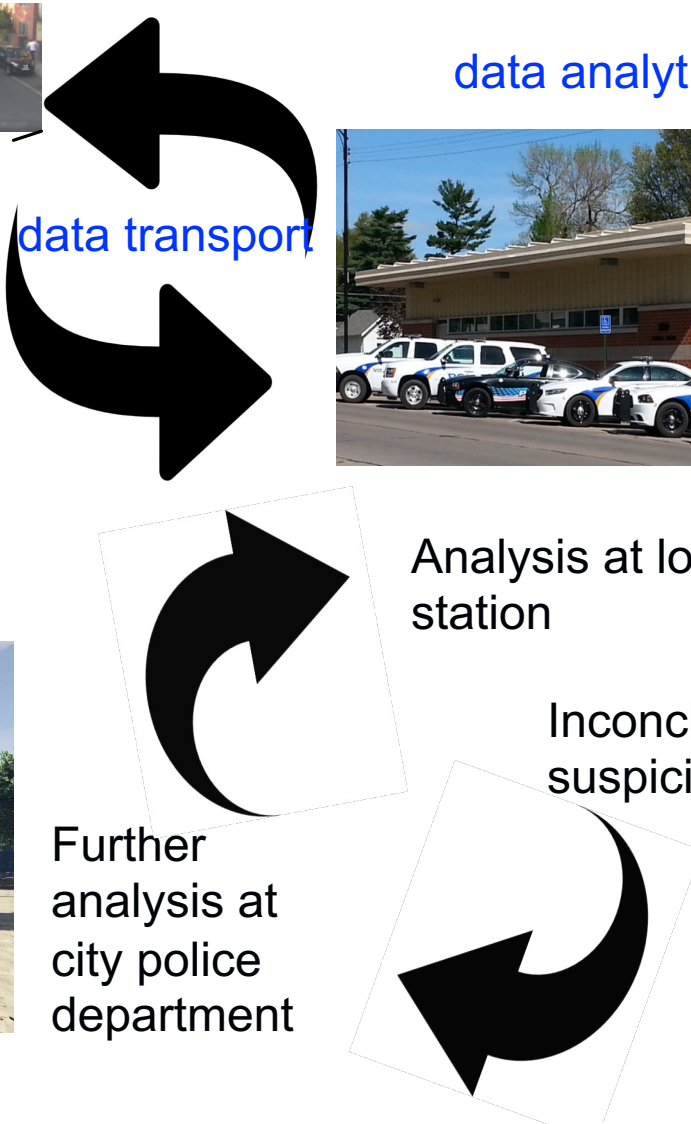 data analyt
data transport
Analysis at lo
station
Inconc
suspici
Further
analysis at
city police
department